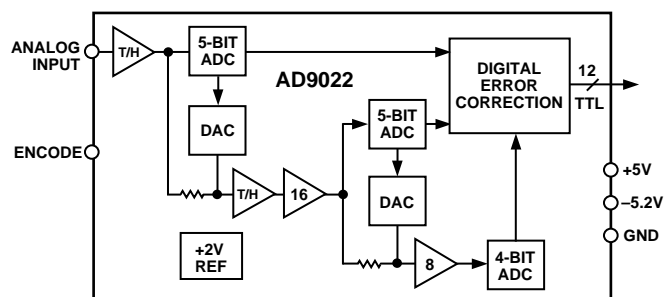 ANALOG
INPUT
T/H
5-BIT
ADC
AD9022
DIGITAL
ERROR
CORRECTION
12
TTL
DAC
5-BIT
ADC
ENCODE
T/H
16
DAC
+5V
–5.2V
GND
+2V
REF
8
4-BIT
ADC